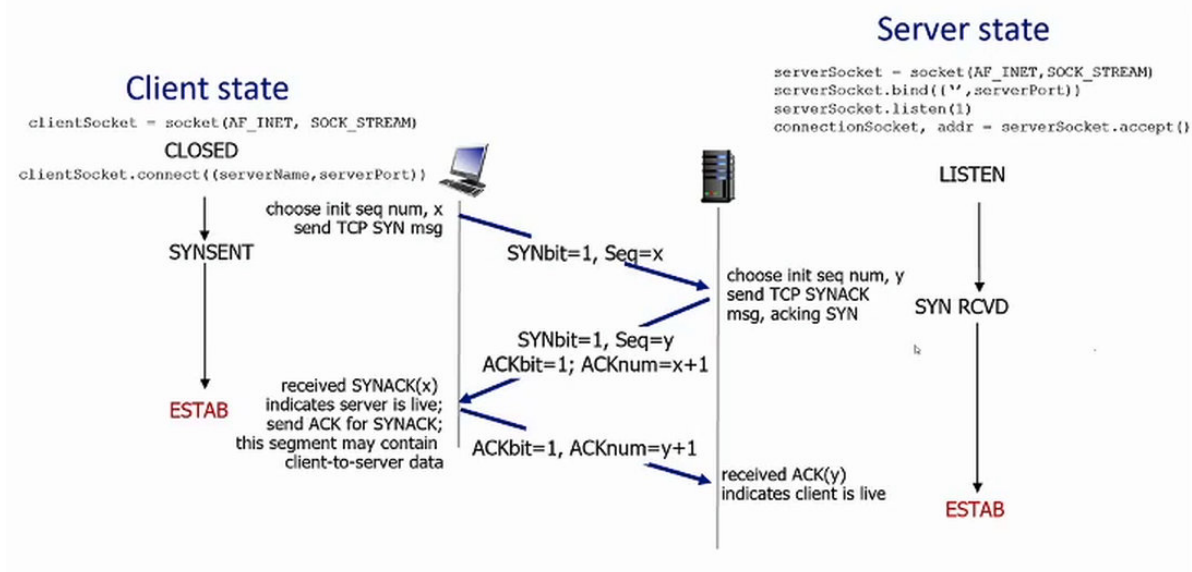 Server state
serverSocket = socket(AF_INET,SOCK_STREAM)
serverSocket.bind(('',serverPort))
serverSocket.listen(1)
connectionSocket, addr = serverSocket.accept()
Client state
clientSocket = socket(AF_INET, SOCK_STREAM)
CLOSED
clientSocket.connect((serverName,serverPort))
LISTEN
choose init seq num, x
send TCP SYN msg
SYNSENT
SYNbit=1, Seq=x
choose init seq num, y
send TCP SYNACK
msg, acking SYN
SYN RCVD
SYNbit=1, Seq=y
ACKbit=1; ACKnum=x+1
received SYNACK(x)
indicates server is live;
send ACK for SYNACK;
this segment may contain
client-to-server data
ESTAB
ACKbit=1, ACKnum=y+1
received ACK(y)
indicates client is live
ESTAB